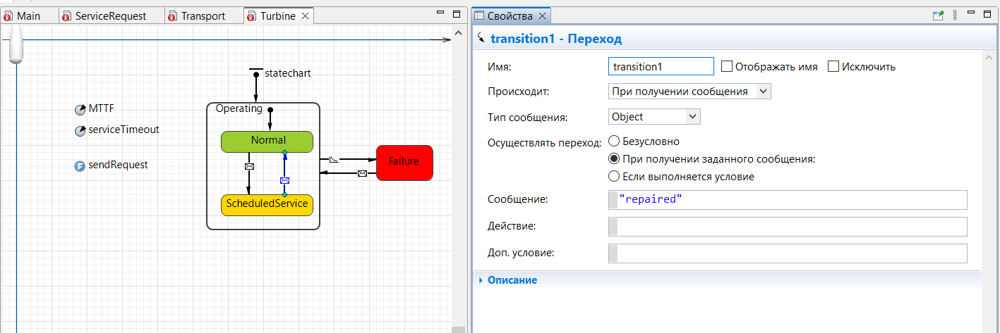 Main
ServiceRequest
Transport
Turbine
statechart
MTTF
serviceTimeout
sendRequest
Operating
Normal
ScheduledService
Failure
Свойства
transition1 - Переход
Имя: transition1 Отображать имя Исключить
Происходит: При получении сообщения
Тип сообщения: Object
Осуществлять переход: Безусловно
При получении заданного сообщения:
Если выполняется условие
Сообщение: "repaired"
Действие:
Доп. условие:
Описание